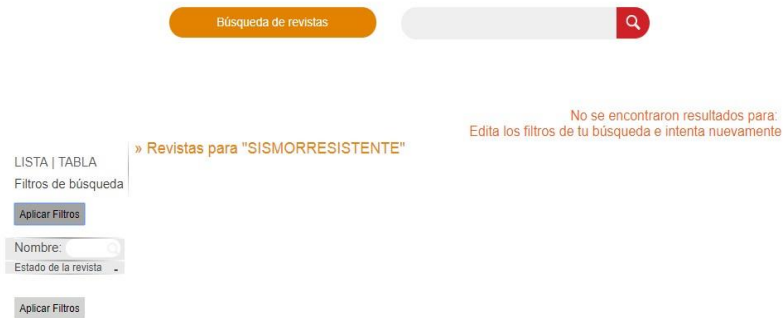 Búsqueda de revistas
No se encontraron resultados para:
Edita los filtros de tu búsqueda e intenta nuevamente
» Revistas para "SISMORRESISTENTE"
LISTA | TABLA
Filtros de búsqueda
Aplicar Filtros
Nombre:
Estado de la revista -
Aplicar Filtros